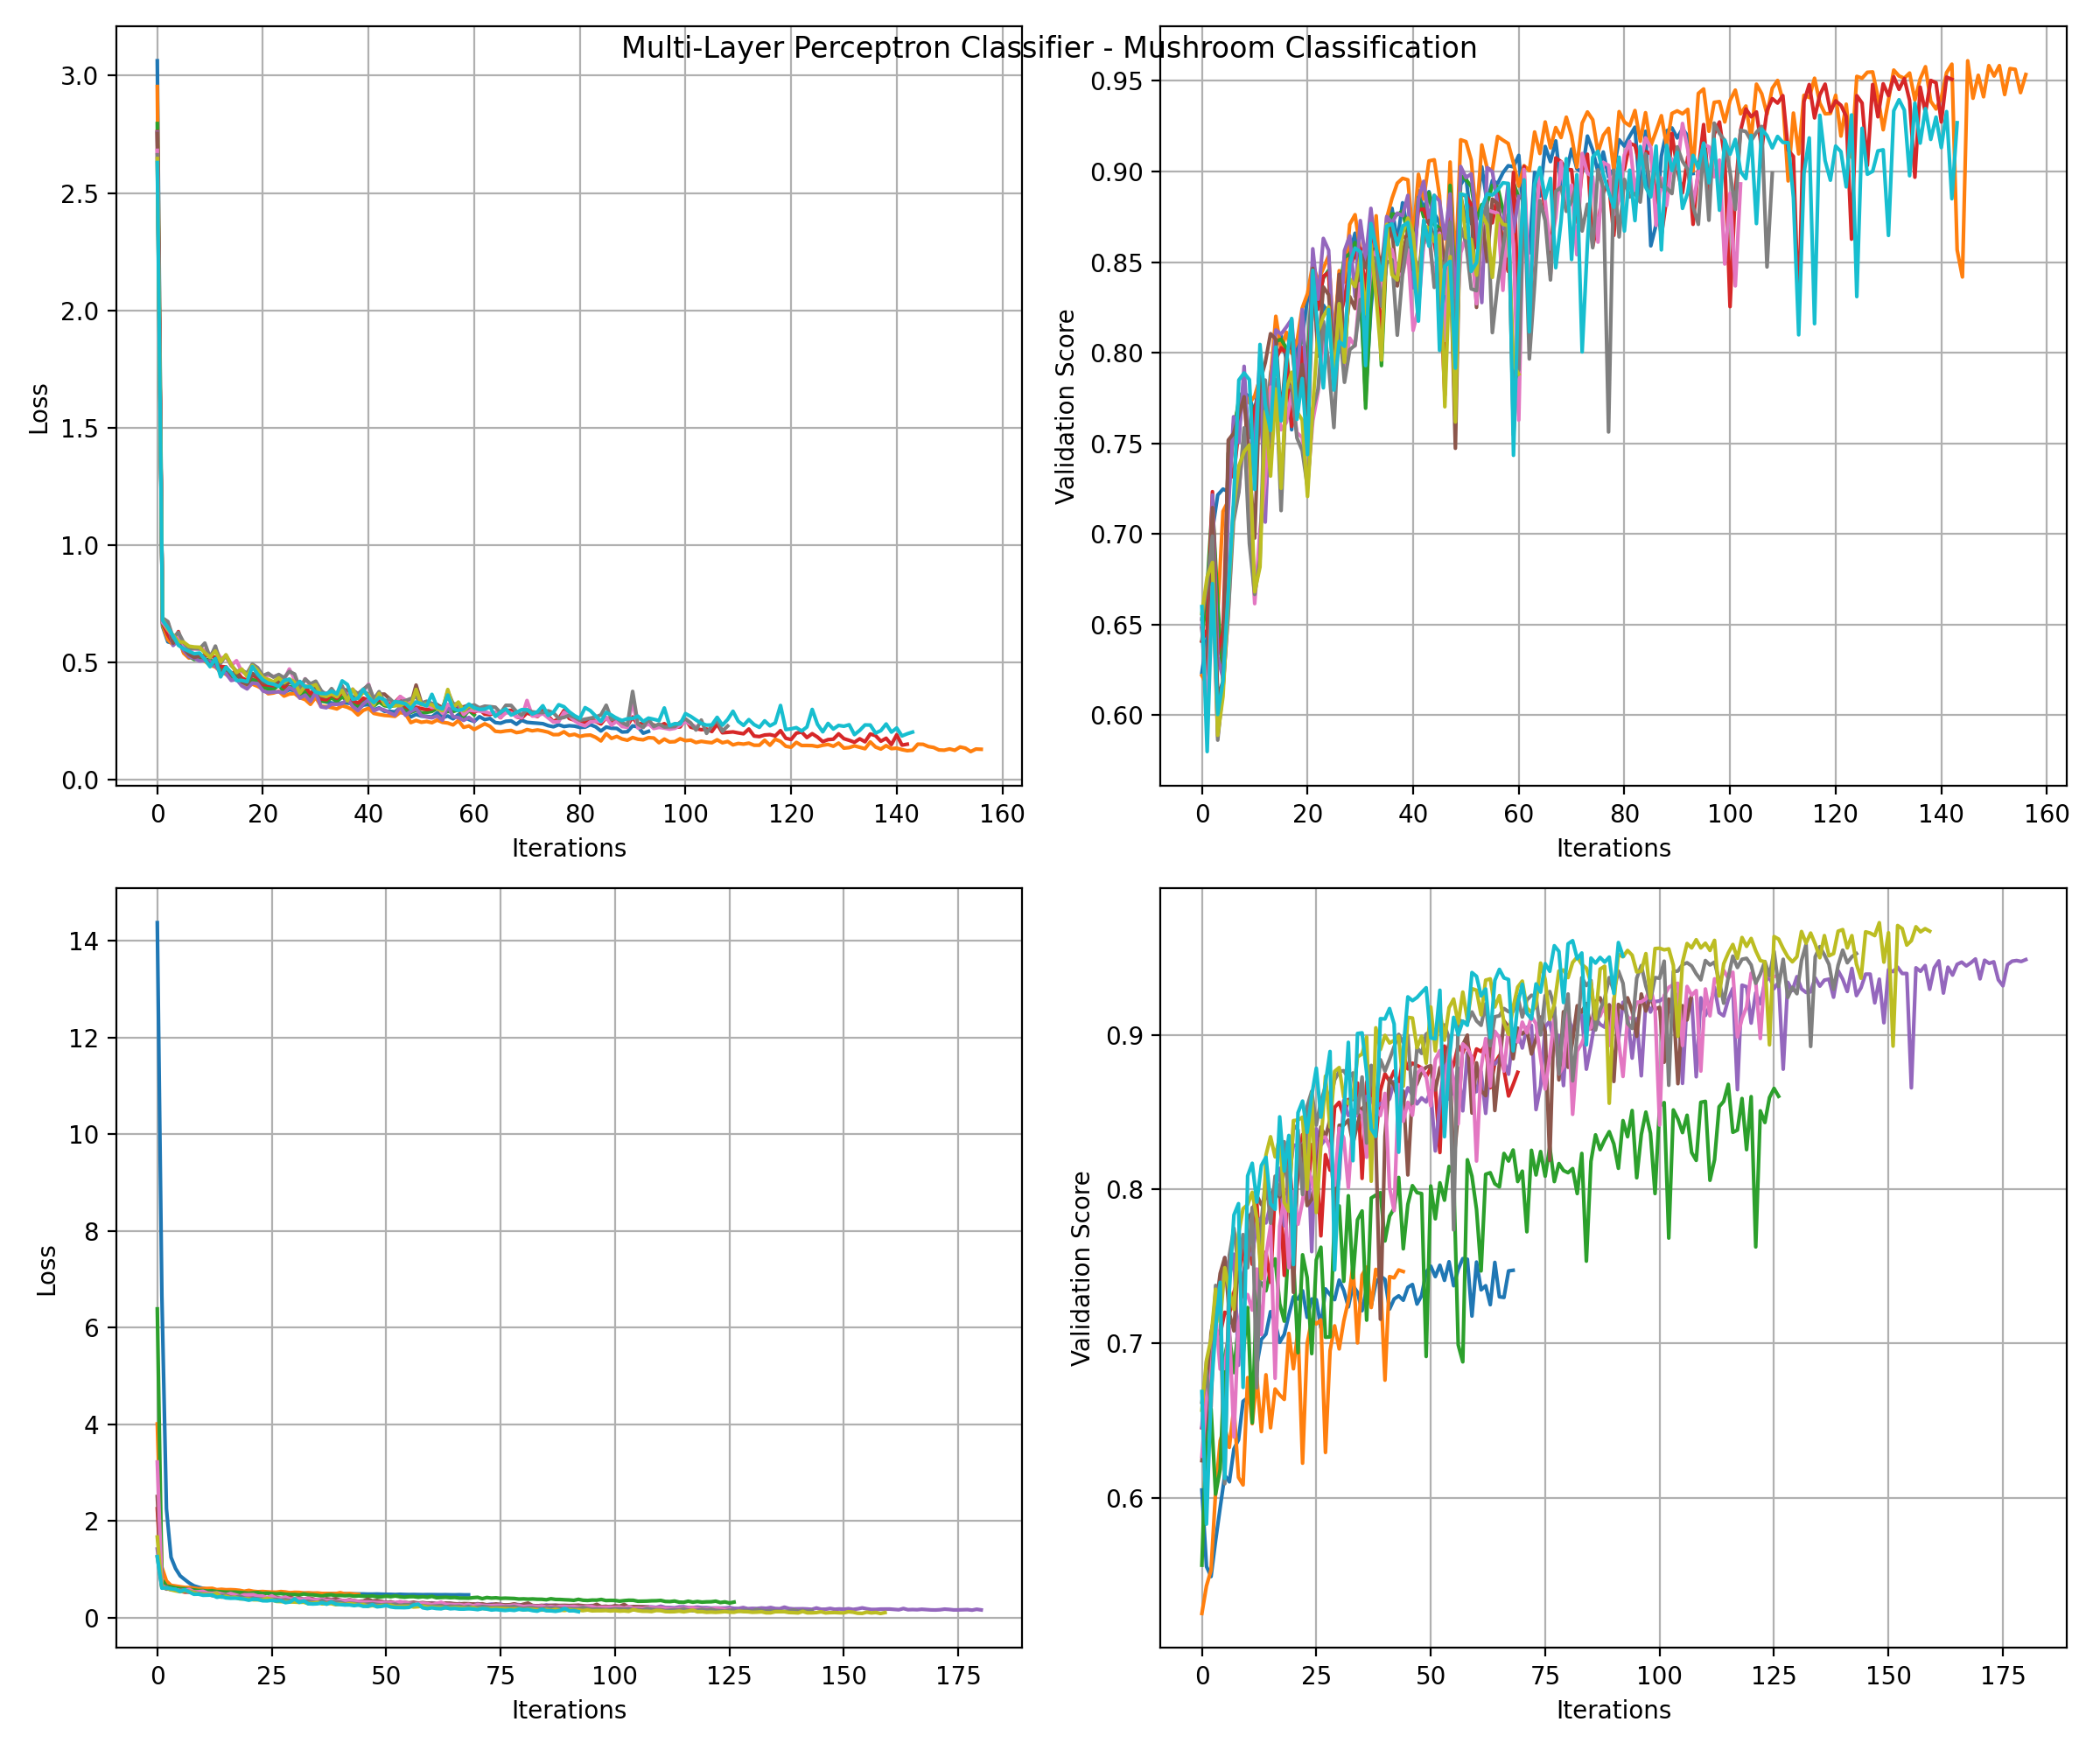 Multi-Layer Perceptron Classifier - Mushroom Classification
3.0
2.5
2.0
1.5
1.0
0.5
0.0
Loss
0 20 40 60 80 100 120 140 160
Iterations
0.95
0.90
0.85
0.80
0.75
0.70
0.65
0.60
Validation Score
0 20 40 60 80 100 120 140 160
Iterations
14
12
10
8
6
4
2
0
Loss
0 25 50 75 100 125 150 175
Iterations
0.9
0.8
0.7
0.6
Validation Score
0 25 50 75 100 125 150 175
Iterations